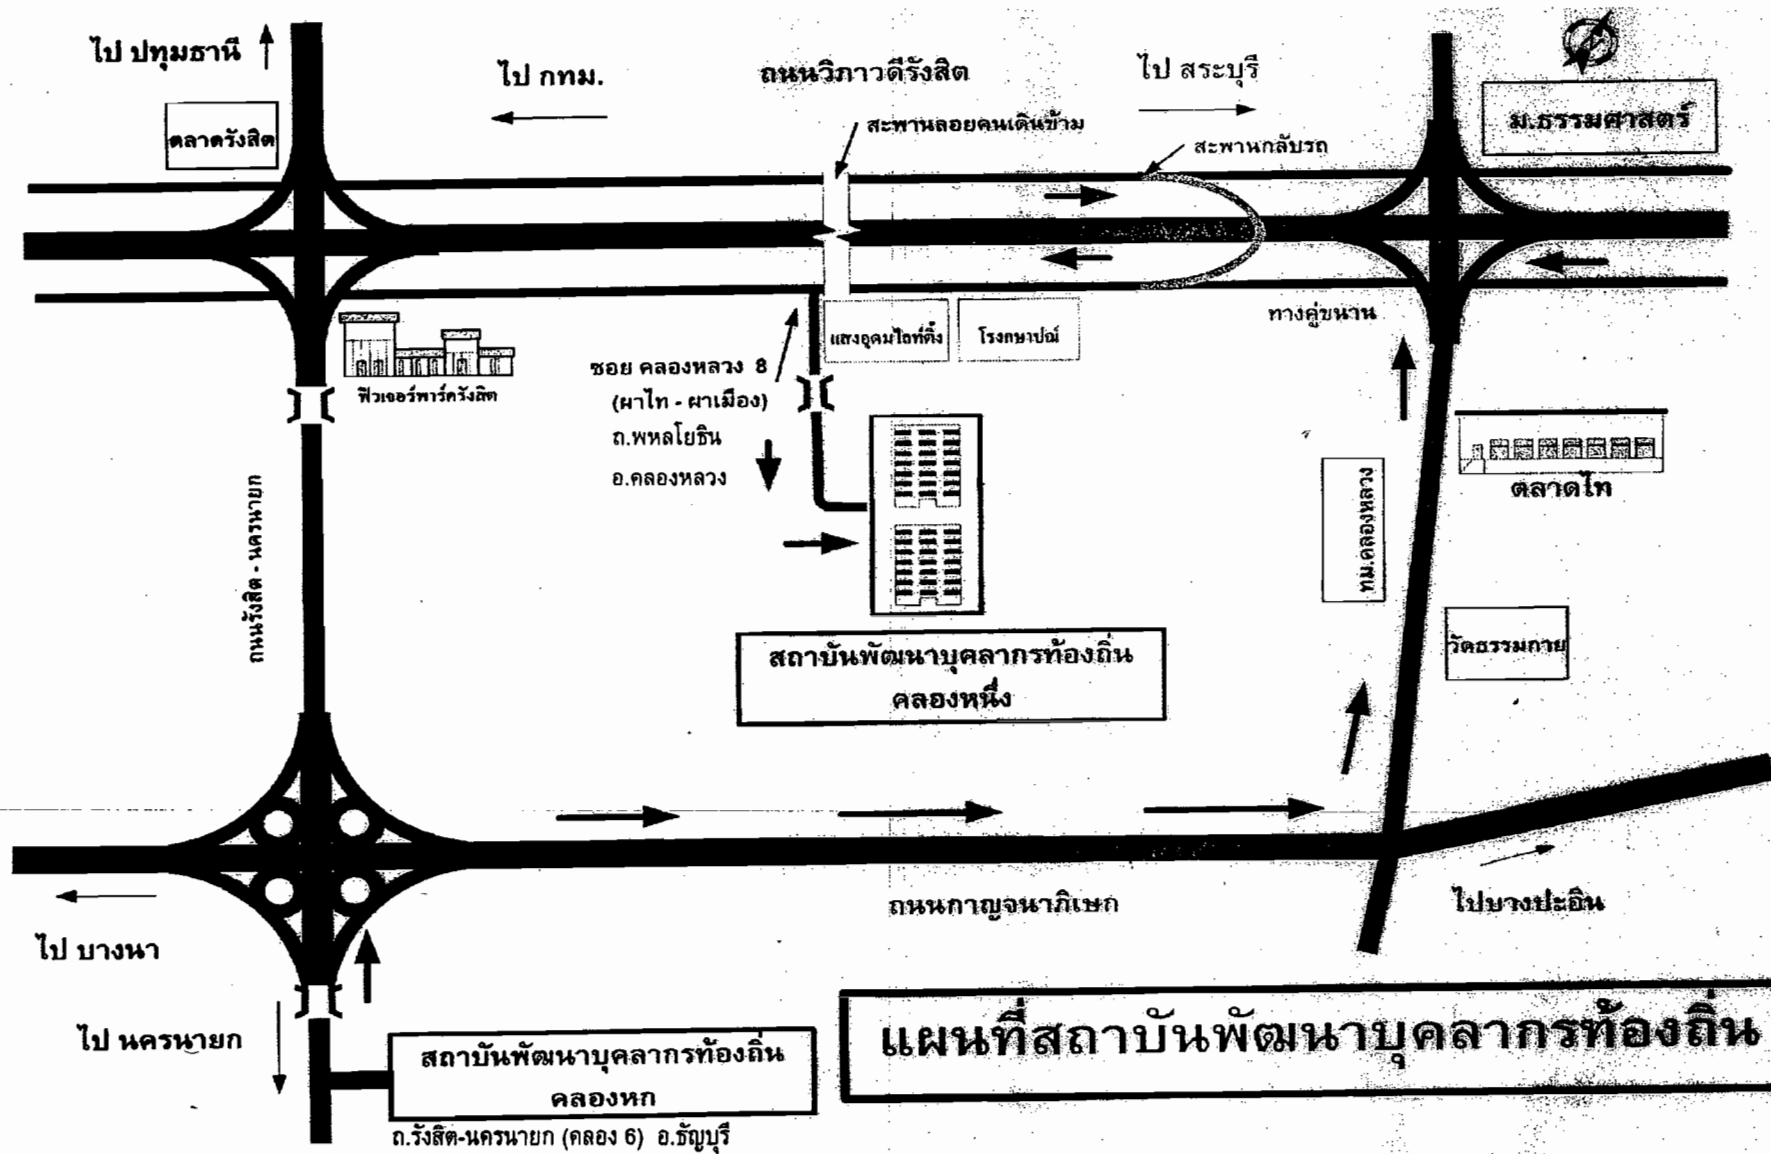 ไป ปทุมธานี
ไป กทม.
ถนนวิภาวดีรังสิต
ไป สระบุรี
ตลาดรังสิต
สะพานลอยคนเดินข้าม
สะพานกลับรถ
ม.ธรรมศาสตร์
ฟิวเจอร์พาร์ครังสิต
แสงอุดมไลท์ติ้ง
โรงกษาปณ์
ทางคู่ขนาน
ซอย คลองหลวง 8
(ผาไท - ผาเมือง)
ถ.พหลโยธิน
อ.คลองหลวง
ถนนรังสิต - นครนายก
ทม.คลองหลวง
ตลาดไท
วัดธรรมกาย
สถาบันพัฒนาบุคลากรท้องถิ่น
คลองหนึ่ง
ถนนกาญจนาภิเษก
ไปบางปะอิน
ไป บางนา
ไป นครนายก
สถาบันพัฒนาบุคลากรท้องถิ่น
คลองหก
ถ.รังสิต-นครนายก (คลอง 6) อ.ธัญบุรี
แผนที่สถาบันพัฒนาบุคลากรท้องถิ่น